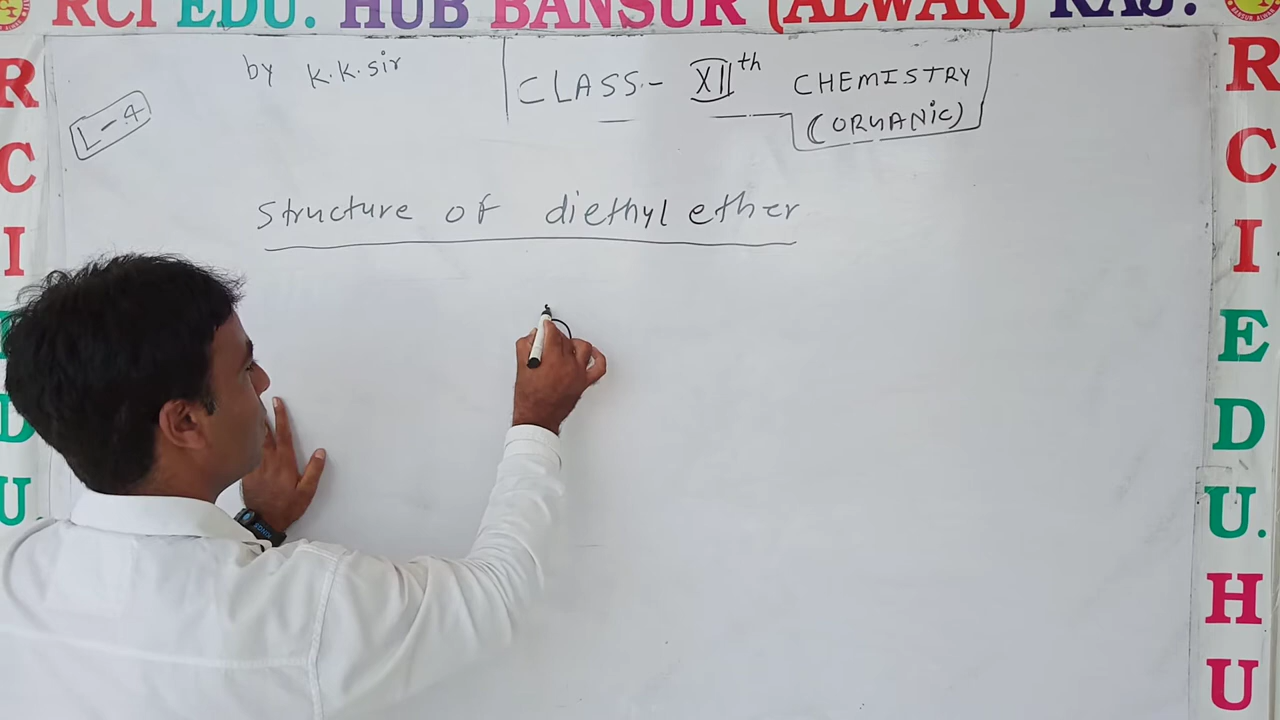 RCI EDU. HUB BANSUR (ALWAR) RAJ.
by K.K.sir
CLASS:- XIIth CHEMISTRY
(ORGANIC)
L-4
Structure of diethyl ether
R
C
I
E
D
U.
R
C
I
E
D
U.
H
U